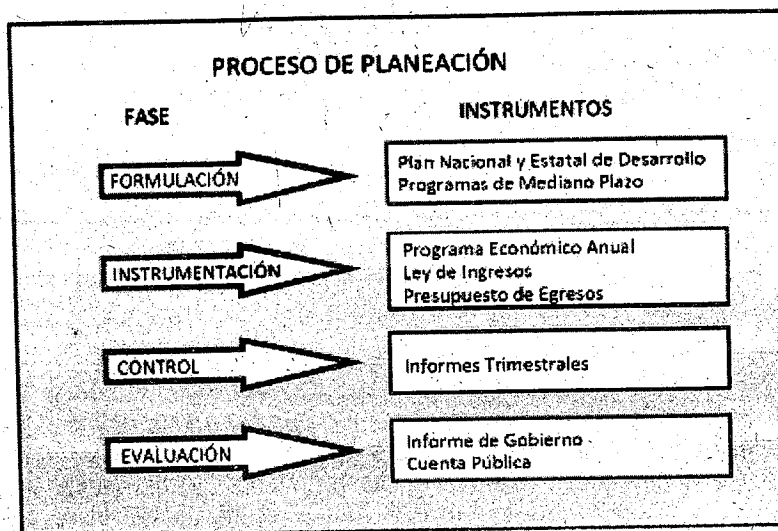 PROCESO DE PLANEACIÓN
FASE
INSTRUMENTOS
FORMULACIÓN
Plan Nacional y Estatal de Desarrollo
Programas de Mediano Plazo
INSTRUMENTACIÓN
Programa Económico Anual
Ley de Ingresos
Presupuesto de Egresos
CONTROL
Informes Trimestrales
EVALUACIÓN
Informe de Gobierno
Cuenta Pública